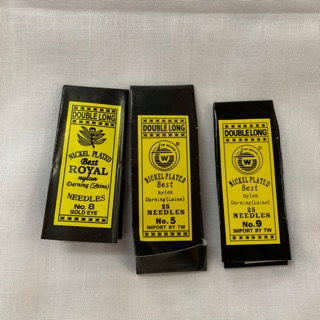 DOUBLE LONG
NICKEL PLATED
Best
ROYAL
nylon
Darning (Laine)
NEEDLES
No. 8
GOLD EYE
DOUBLE LONG
W
NICKEL PLATED
Best
nylon
Darning (Laine)
25
NEEDLES
No. 5
IMPORT BY TW
DOUBLE LONG
W
NICKEL PLATED
Best
nylon
Darning (Laine)
25
NEEDLES
No. 9
IMPORT BY TW